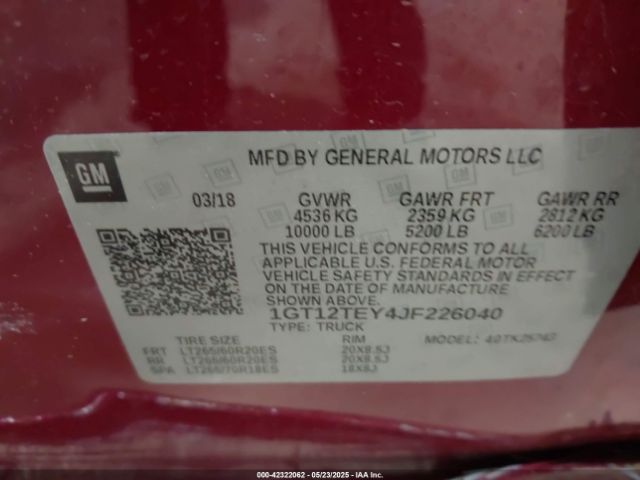 GM
MFD BY GENERAL MOTORS LLC
03/18 GVWR GAWR FRT GAWR RR
4536 KG 2359 KG 2812 KG
10000 LB 5200 LB 6200 LB
THIS VEHICLE CONFORMS TO ALL
APPLICABLE U.S. FEDERAL MOTOR
VEHICLE SAFETY STANDARDS IN EFFECT
ON THE DATE OF MANUFACTURE
SHOWN ABOVE.
1GT12TEY4JF226040
TYPE: TRUCK
TIRE SIZE RIM MODEL:
FRT LT265/60R20ES 20X8.5J
RR LT265/60R20ES 20X8.5J
SPA LT265/70R18ES 18X8J
000-42322062 - 05/23/2025 - IAA Inc.